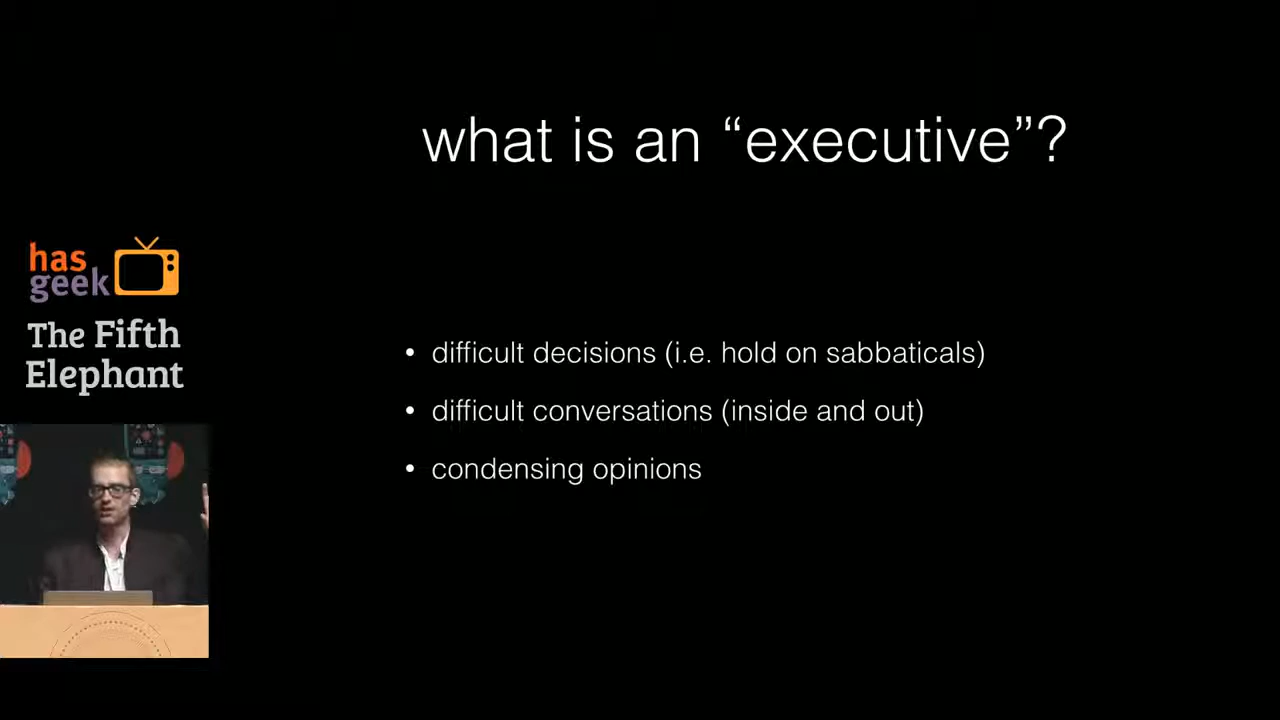 what is an “executive”?
has
geek
The Fifth
Elephant
• difficult decisions (i.e. hold on sabbaticals)
• difficult conversations (inside and out)
• condensing opinions